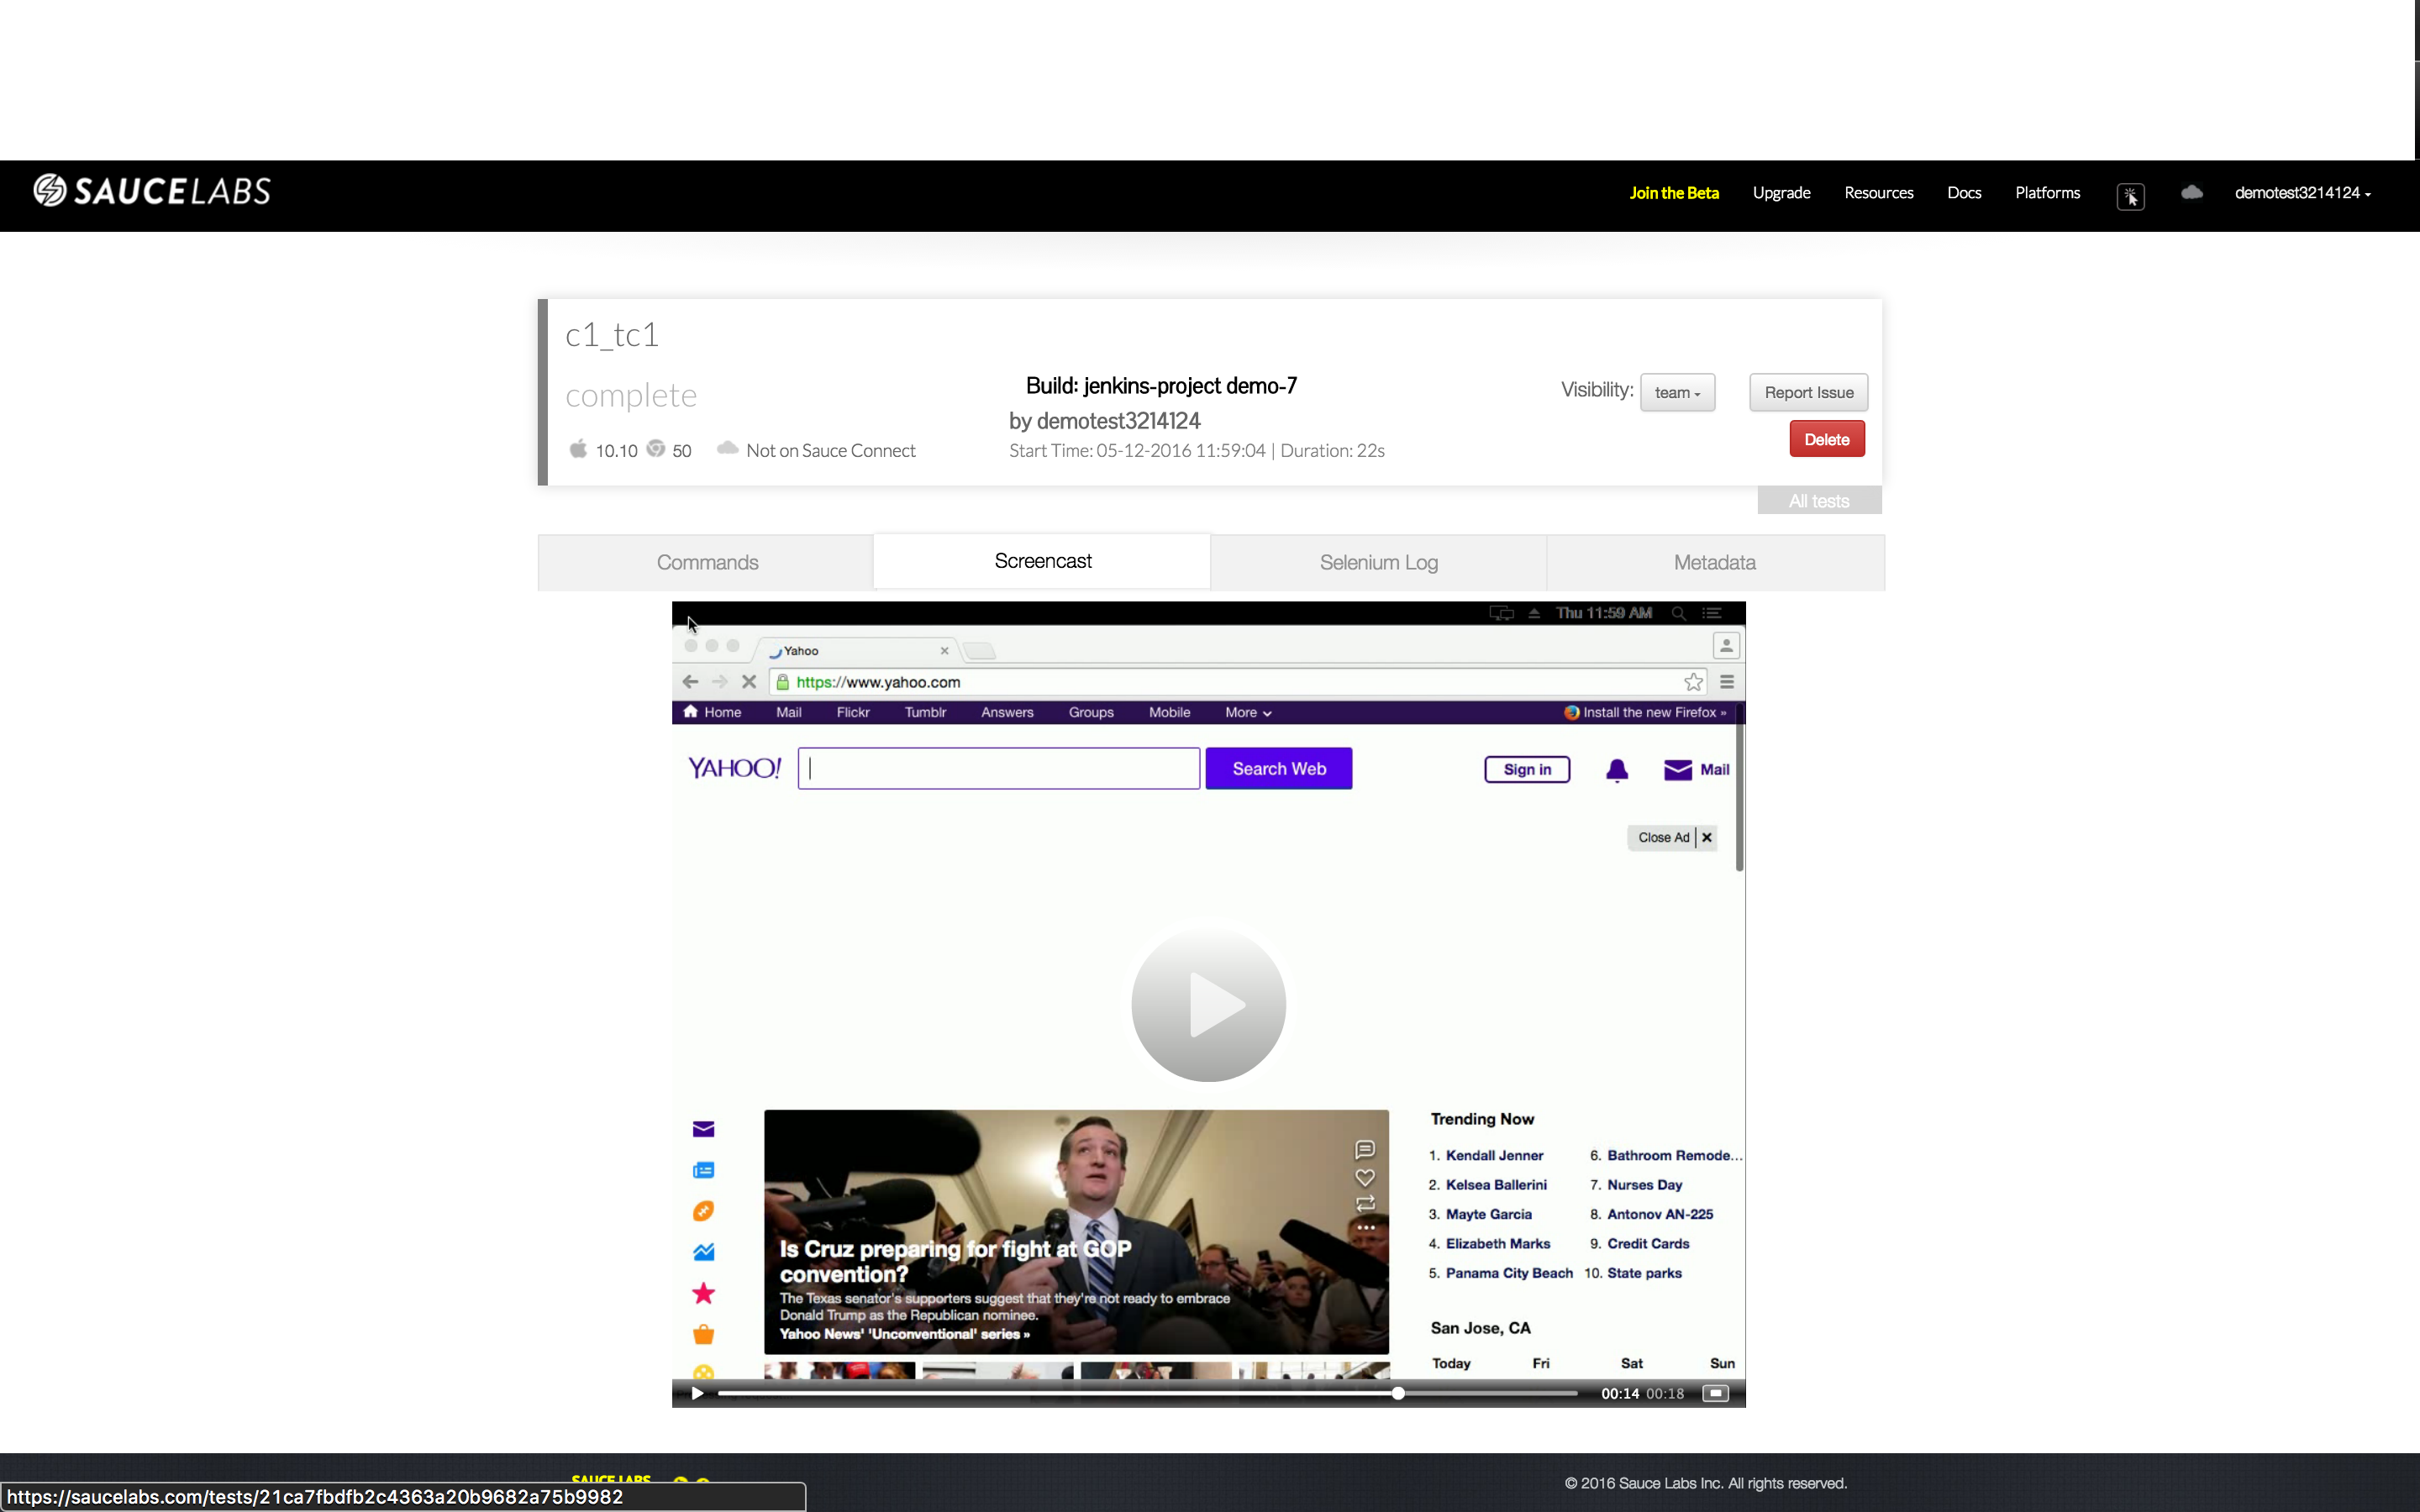 SAUCELABS
Join the Beta Upgrade Resources Docs Platforms demotest3214124
c1_tc1
complete
10.10 50 Not on Sauce Connect
Build: jenkins-project demo-7
by demotest3214124
Start Time: 05-12-2016 11:59:04 | Duration: 22s
Visibility: team Report Issue
Delete
All tests
Commands Screencast Selenium Log Metadata
Thu 11:59 AM
Yahoo
https://www.yahoo.com
Home Mail Flickr Tumblr Answers Groups Mobile More Install the new Firefox »
YAHOO! Search Web Sign in Mail
Close Ad
Is Cruz preparing for fight at GOP
convention?
The Texas senator's supporters suggest that they're not ready to embrace
Donald Trump as the Republican nominee.
Yahoo News' 'Unconventional' series »
Trending Now
1. Kendall Jenner 6. Bathroom Remode...
2. Kelsea Ballerini 7. Nurses Day
3. Mayte Garcia 8. Antonov AN-225
4. Elizabeth Marks 9. Credit Cards
5. Panama City Beach 10. State parks
San Jose, CA
Today Fri Sat Sun
00:14 00:18
SAUCE LABS
© 2016 Sauce Labs Inc. All rights reserved.
https://saucelabs.com/tests/21ca7fbdfb2c4363a20b9682a75b9982